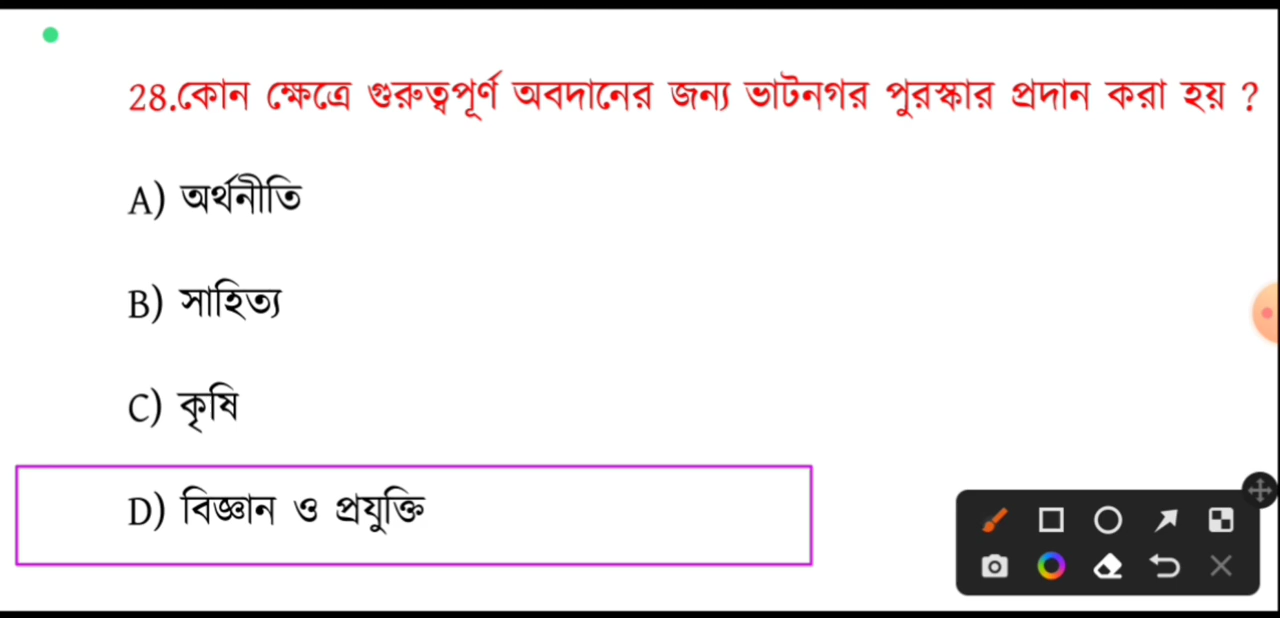 28.কোন ক্ষেত্রে গুরুত্বপূর্ণ অবদানের জন্য ভাটনগর পুরস্কার প্রদান করা হয় ?
A) অর্থনীতি
B) সাহিত্য
C) কৃষি
D) বিজ্ঞান ও প্রযুক্তি